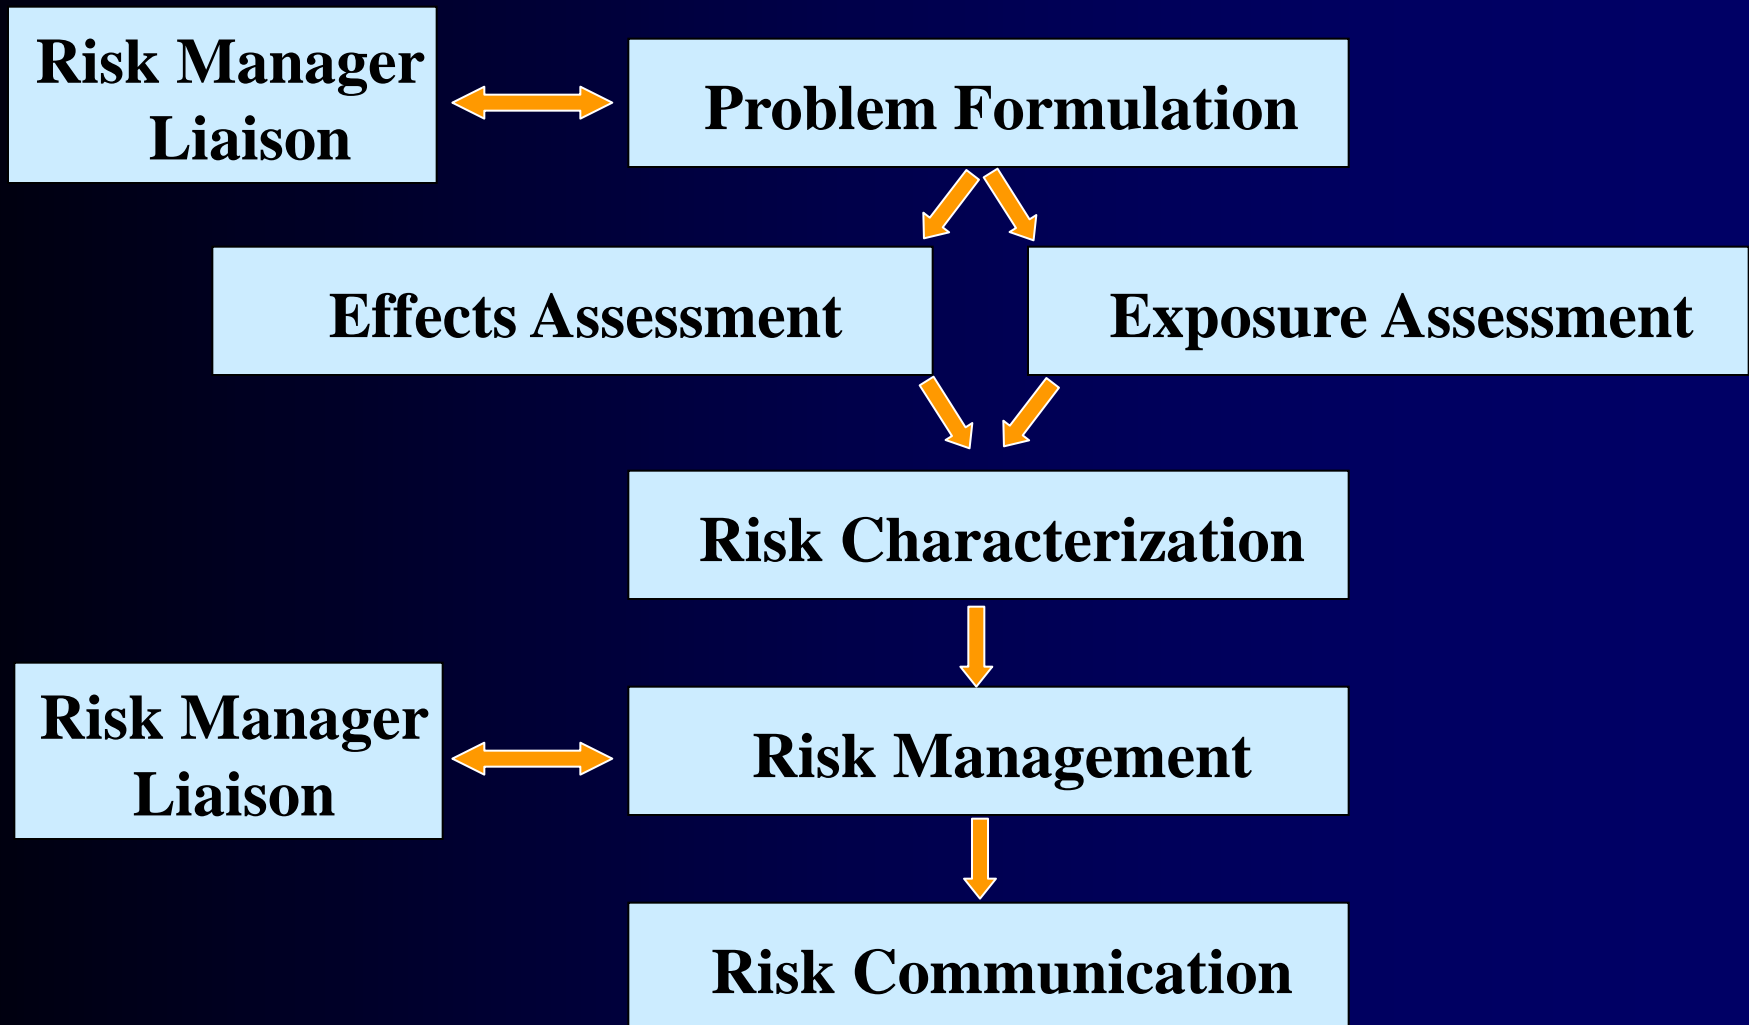 Risk Manager
Liaison
Problem Formulation
Effects Assessment
Exposure Assessment
Risk Characterization
Risk Manager
Liaison
Risk Management
Risk Communication